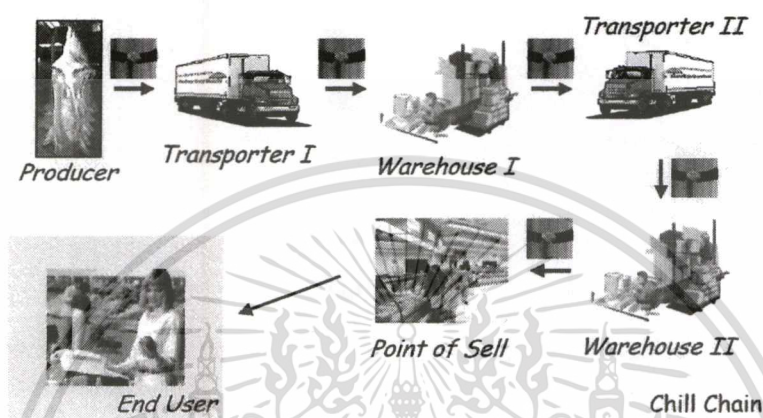 Transporter II
Producer
Transporter I
Warehouse I
Point of Sell
Warehouse II
End User
Chill Chain